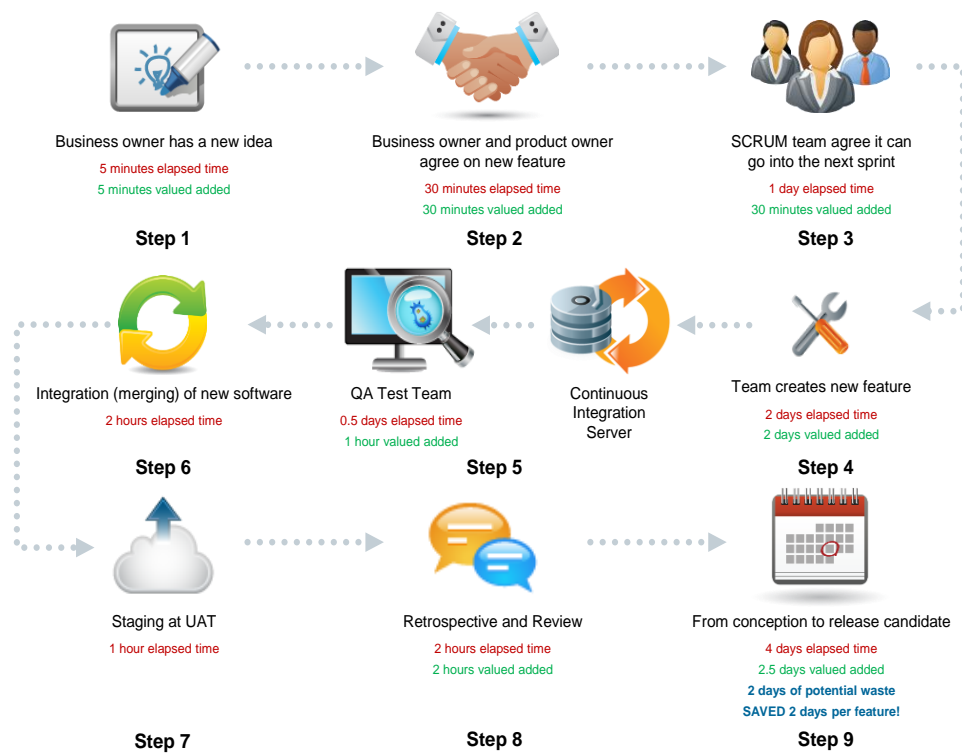 Business owner has a new idea
5 minutes elapsed time
5 minutes valued added
Step 1
Business owner and product owner
agree on new feature
30 minutes elapsed time
30 minutes valued added
Step 2
SCRUM team agree it can
go into the next sprint
1 day elapsed time
30 minutes valued added
Step 3
Team creates new feature
2 days elapsed time
2 days valued added
Step 4
Continuous
Integration
Server
QA Test Team
0.5 days elapsed time
1 hour valued added
Step 5
Integration (merging) of new software
2 hours elapsed time
Step 6
Staging at UAT
1 hour elapsed time
Step 7
Retrospective and Review
2 hours elapsed time
2 hours valued added
Step 8
From conception to release candidate
4 days elapsed time
2.5 days valued added
2 days of potential waste
SAVED 2 days per feature!
Step 9